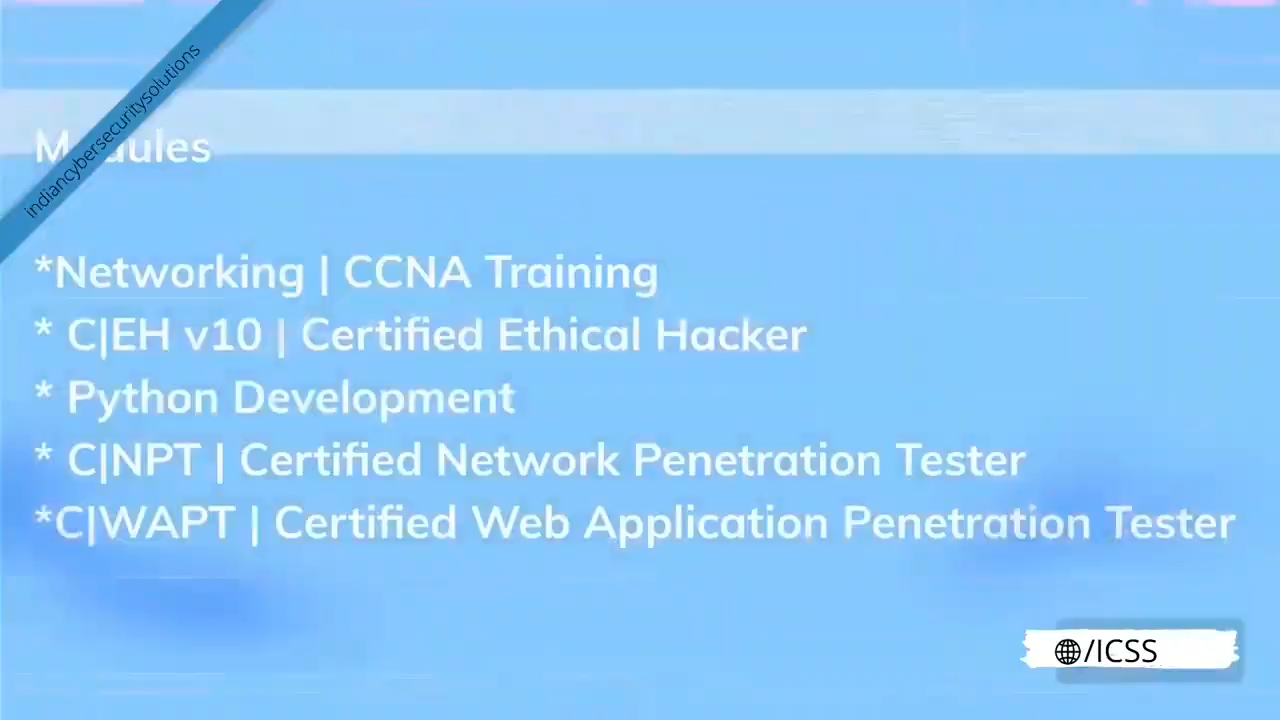 indiancybersecuritysolutions
Modules
*Networking | CCNA Training
* C|EH v10 | Certified Ethical Hacker
* Python Development
* C|NPT | Certified Network Penetration Tester
*C|WAPT | Certified Web Application Penetration Tester
/ICSS